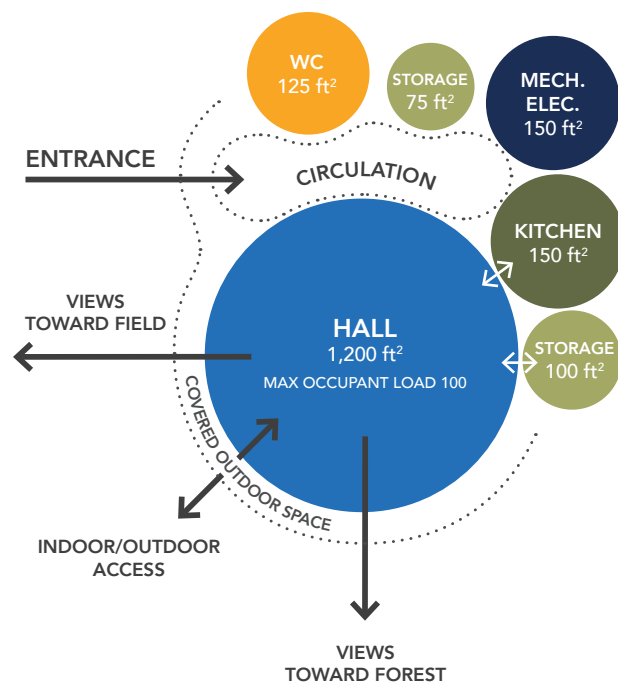 WC
125 ft²
STORAGE
75 ft²
MECH.
ELEC.
150 ft²
ENTRANCE
CIRCULATION
KITCHEN
150 ft²
VIEWS
TOWARD FIELD
HALL
1,200 ft²
MAX OCCUPANT LOAD 100
STORAGE
100 ft²
COVERED OUTDOOR SPACE
INDOOR/OUTDOOR
ACCESS
VIEWS
TOWARD FOREST